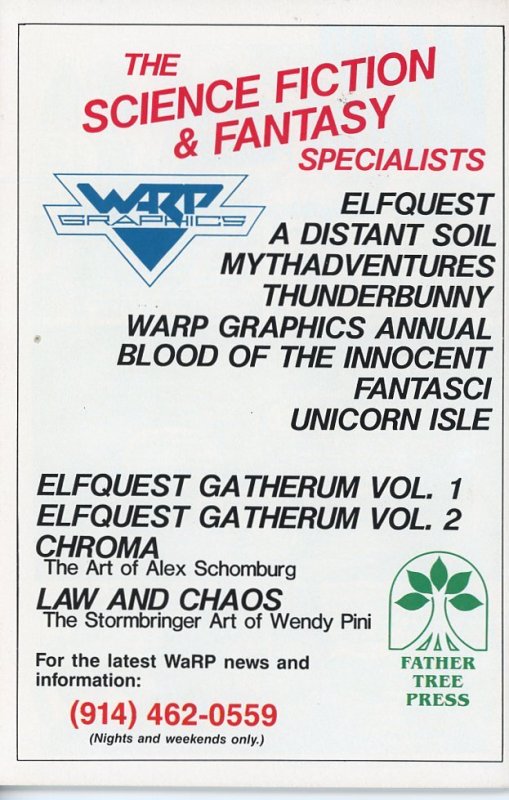 THE
SCIENCE FICTION
& FANTASY
SPECIALISTS
WARP
GRAPHICS
ELFQUEST
A DISTANT SOIL
MYTHADVENTURES
THUNDERBUNNY
WARP GRAPHICS ANNUAL
BLOOD OF THE INNOCENT
FANTASCI
UNICORN ISLE
ELFQUEST GATHERUM VOL. 1
ELFQUEST GATHERUM VOL. 2
CHROMA
The Art of Alex Schomburg
LAW AND CHAOS
The Stormbringer Art of Wendy Pini
For the latest WaRP news and
information:
(914) 462-0559
(Nights and weekends only.)
FATHER
TREE
PRESS